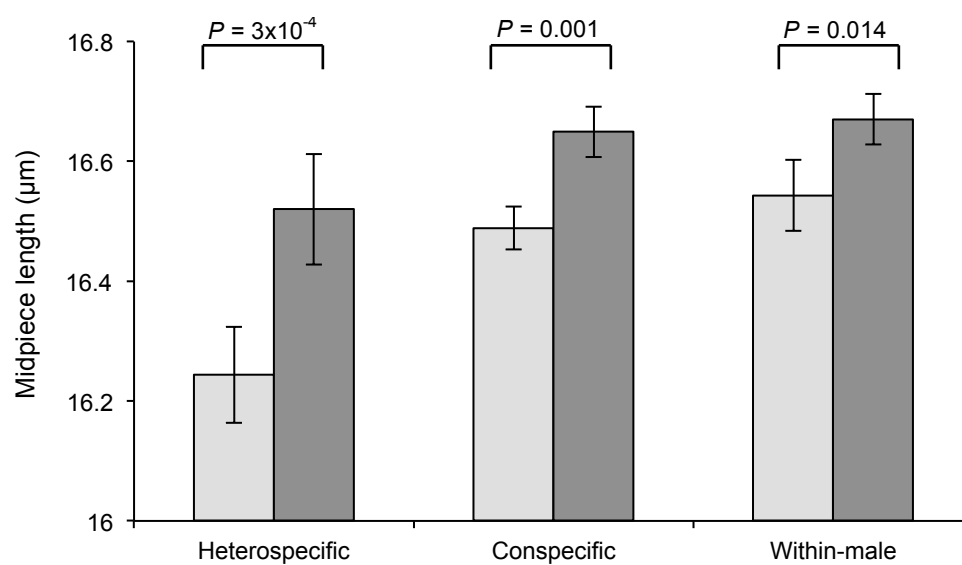 P = 3x10⁻⁴
P = 0.001
P = 0.014
Midpiece length (µm)
16.8
16.6
16.4
16.2
16
Heterospecific
Conspecific
Within-male